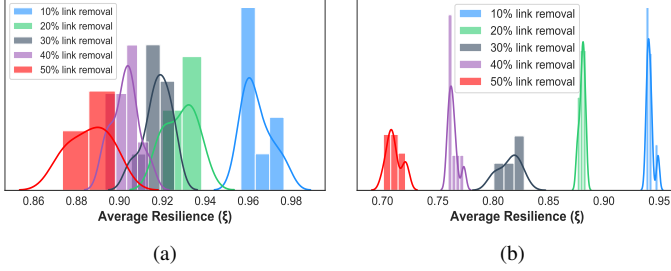 10% link removal
20% link removal
30% link removal
40% link removal
50% link removal
0.86 0.88 0.90 0.92 0.94 0.96 0.98
Average Resilience (ξ)
(a)
10% link removal
20% link removal
30% link removal
40% link removal
50% link removal
0.70 0.75 0.80 0.85 0.90 0.95
Average Resilience (ξ)
(b)